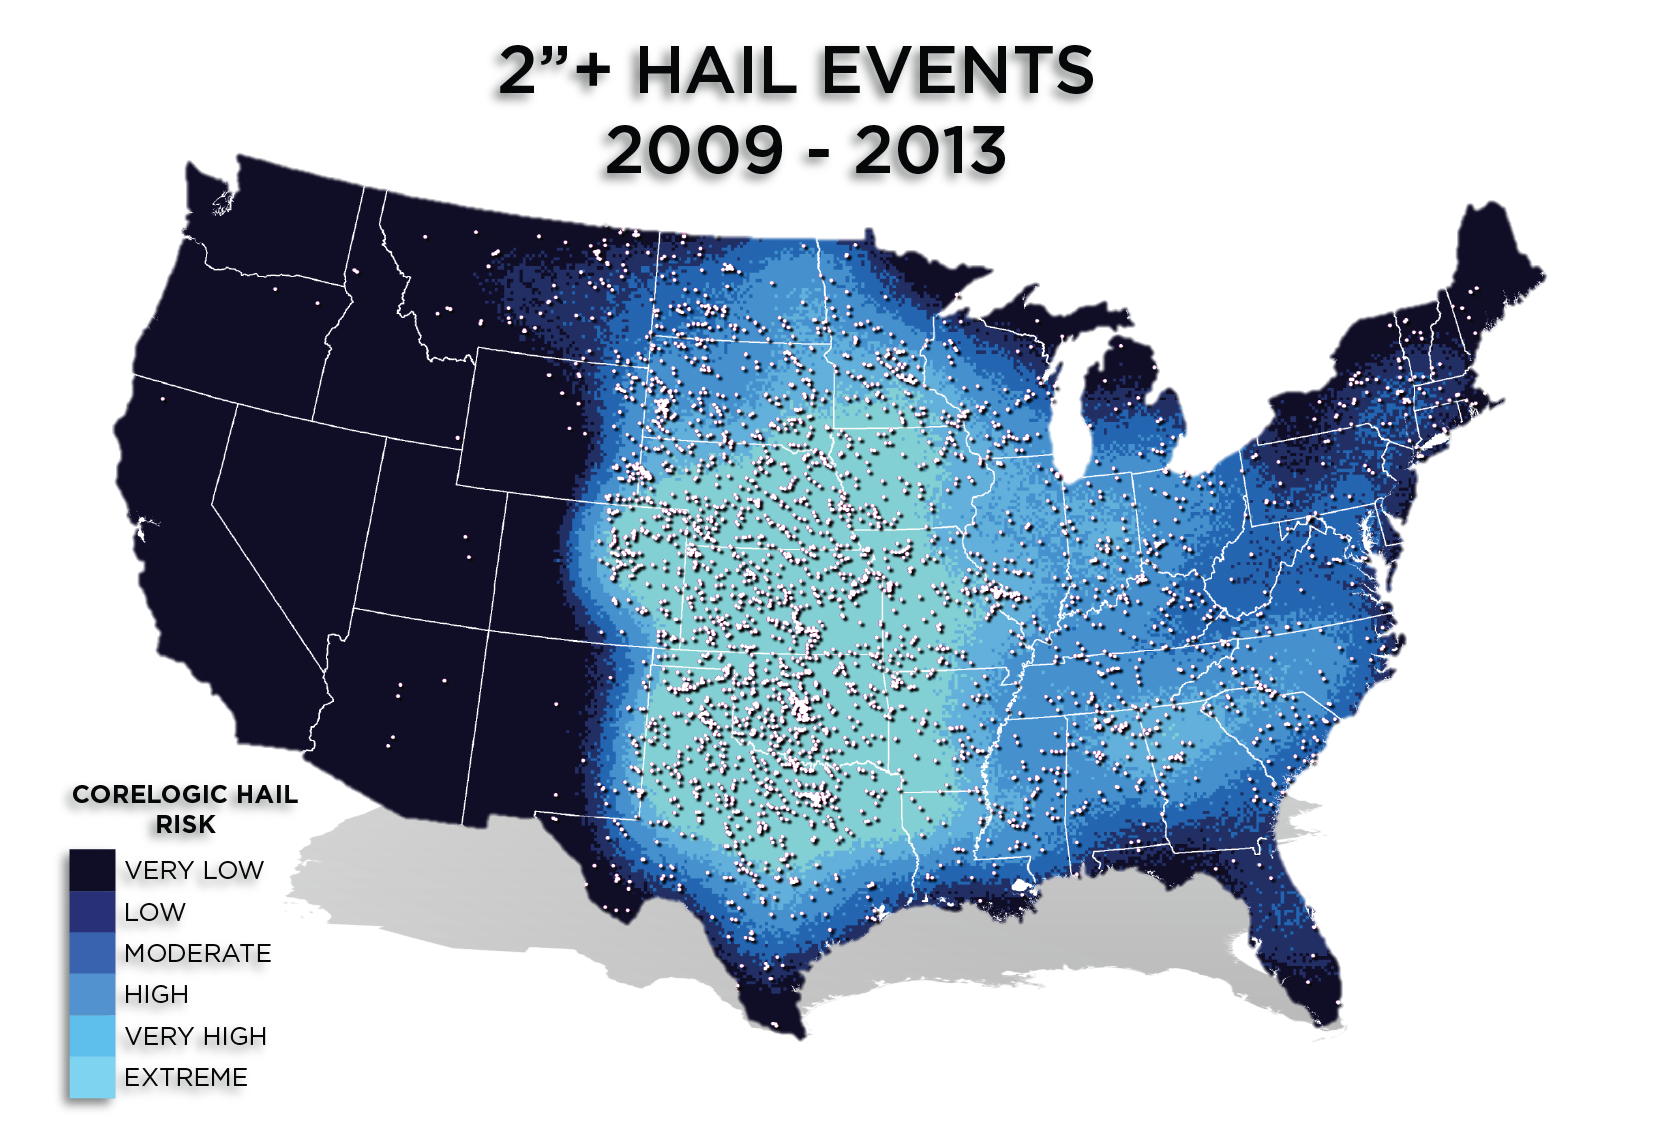 2”+ HAIL EVENTS
2009 - 2013
CORELOGIC HAIL
RISK
VERY LOW
LOW
MODERATE
HIGH
VERY HIGH
EXTREME